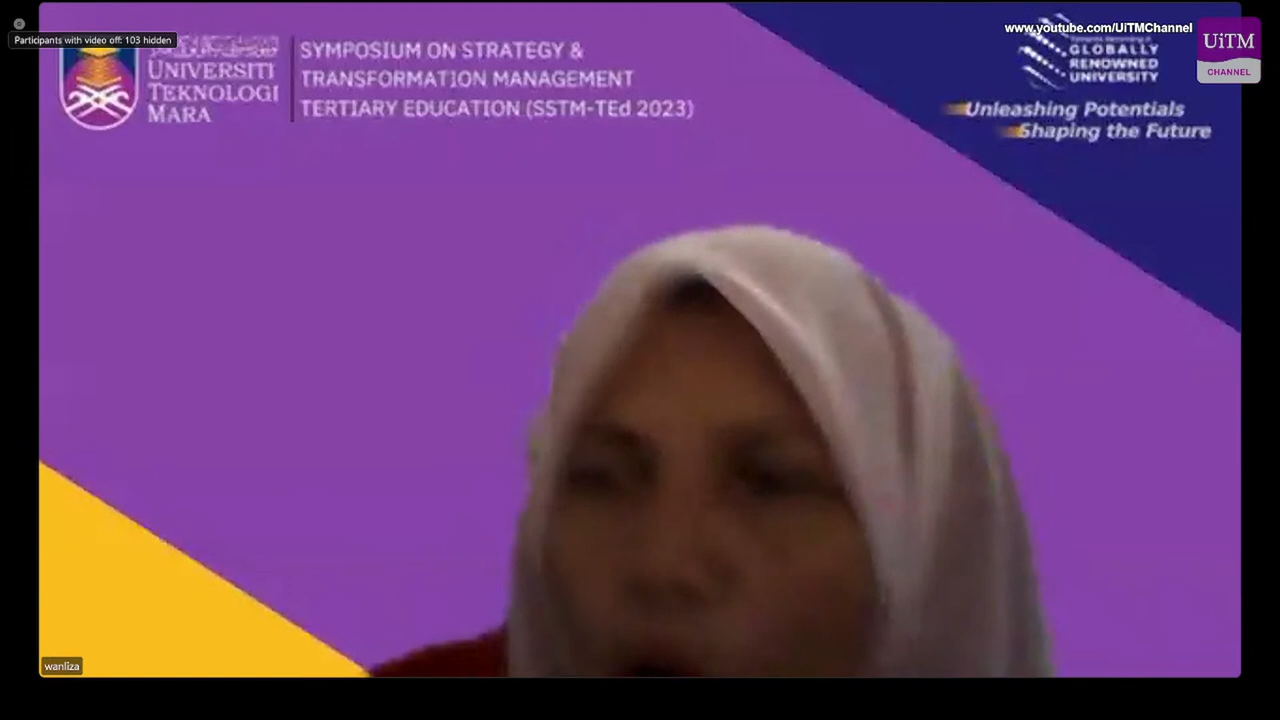 Participants with video off: 103 hidden
UNIVERSITI
TEKNOLOGI
MARA
SYMPOSIUM ON STRATEGY &
TRANSFORMATION MANAGEMENT
TERTIARY EDUCATION (SSTM-TEd 2023)
www.youtube.com/UiTMChannel
GLOBALLY
RENOWNED
UNIVERSITY
Unleashing Potentials
Shaping the Future
UiTM
CHANNEL
wanliza